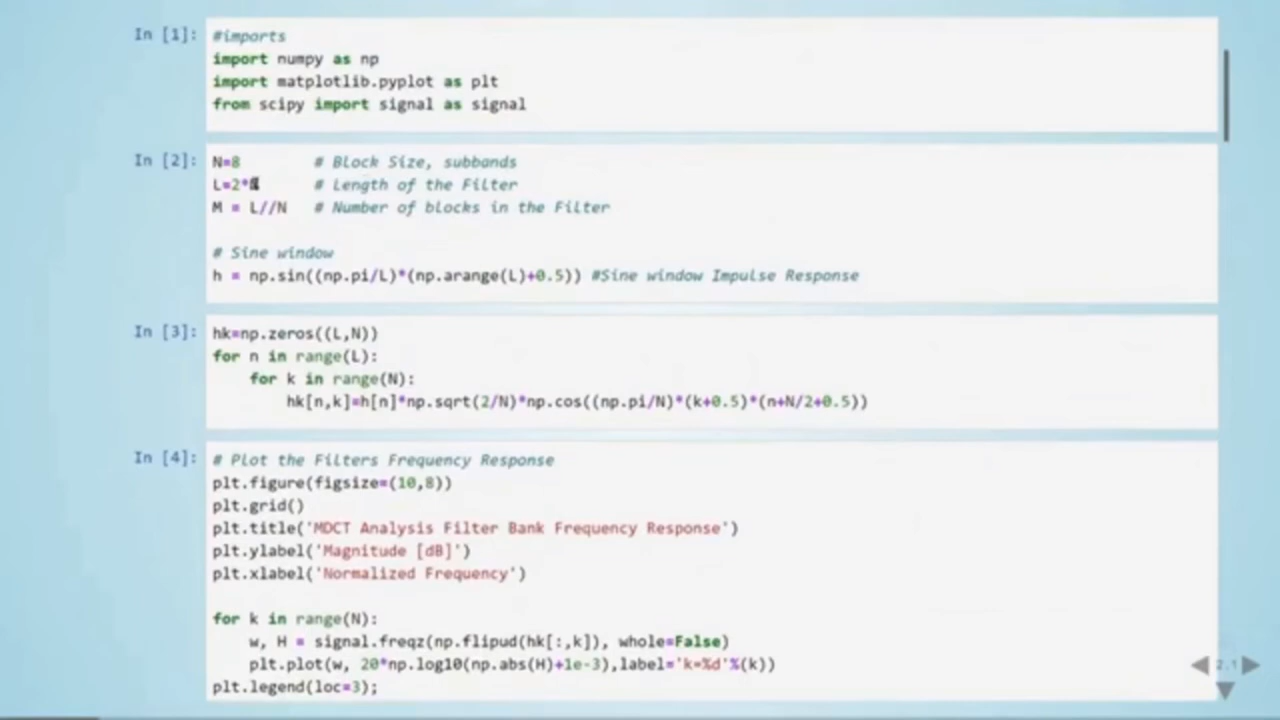 In [1]: #imports
import numpy as np
import matplotlib.pyplot as plt
from scipy import signal as signal
In [2]: N=8 # Block Size, subbands
L=2* # Length of the Filter
M = L//N # Number of blocks in the Filter
# Sine window
h = np.sin((np.pi/L)*(np.arange(L)+0.5)) #Sine window Impulse Response
In [3]: hk=np.zeros((L,N))
for n in range(L):
for k in range(N):
hk[n,k]=h[n]*np.sqrt(2/N)*np.cos((np.pi/N)*(k+0.5)*(n+N/2+0.5))
In [4]: # Plot the Filters Frequency Response
plt.figure(figsize=(10,8))
plt.grid()
plt.title('MDCT Analysis Filter Bank Frequency Response')
plt.ylabel('Magnitude [dB]')
plt.xlabel('Normalized Frequency')
for k in range(N):
w, H = signal.freqz(np.flipud(hk[:,k]), whole=False)
plt.plot(w, 20*np.log10(np.abs(H)+1e-3),label='k=%d'%(k))
plt.legend(loc=3);
2.1